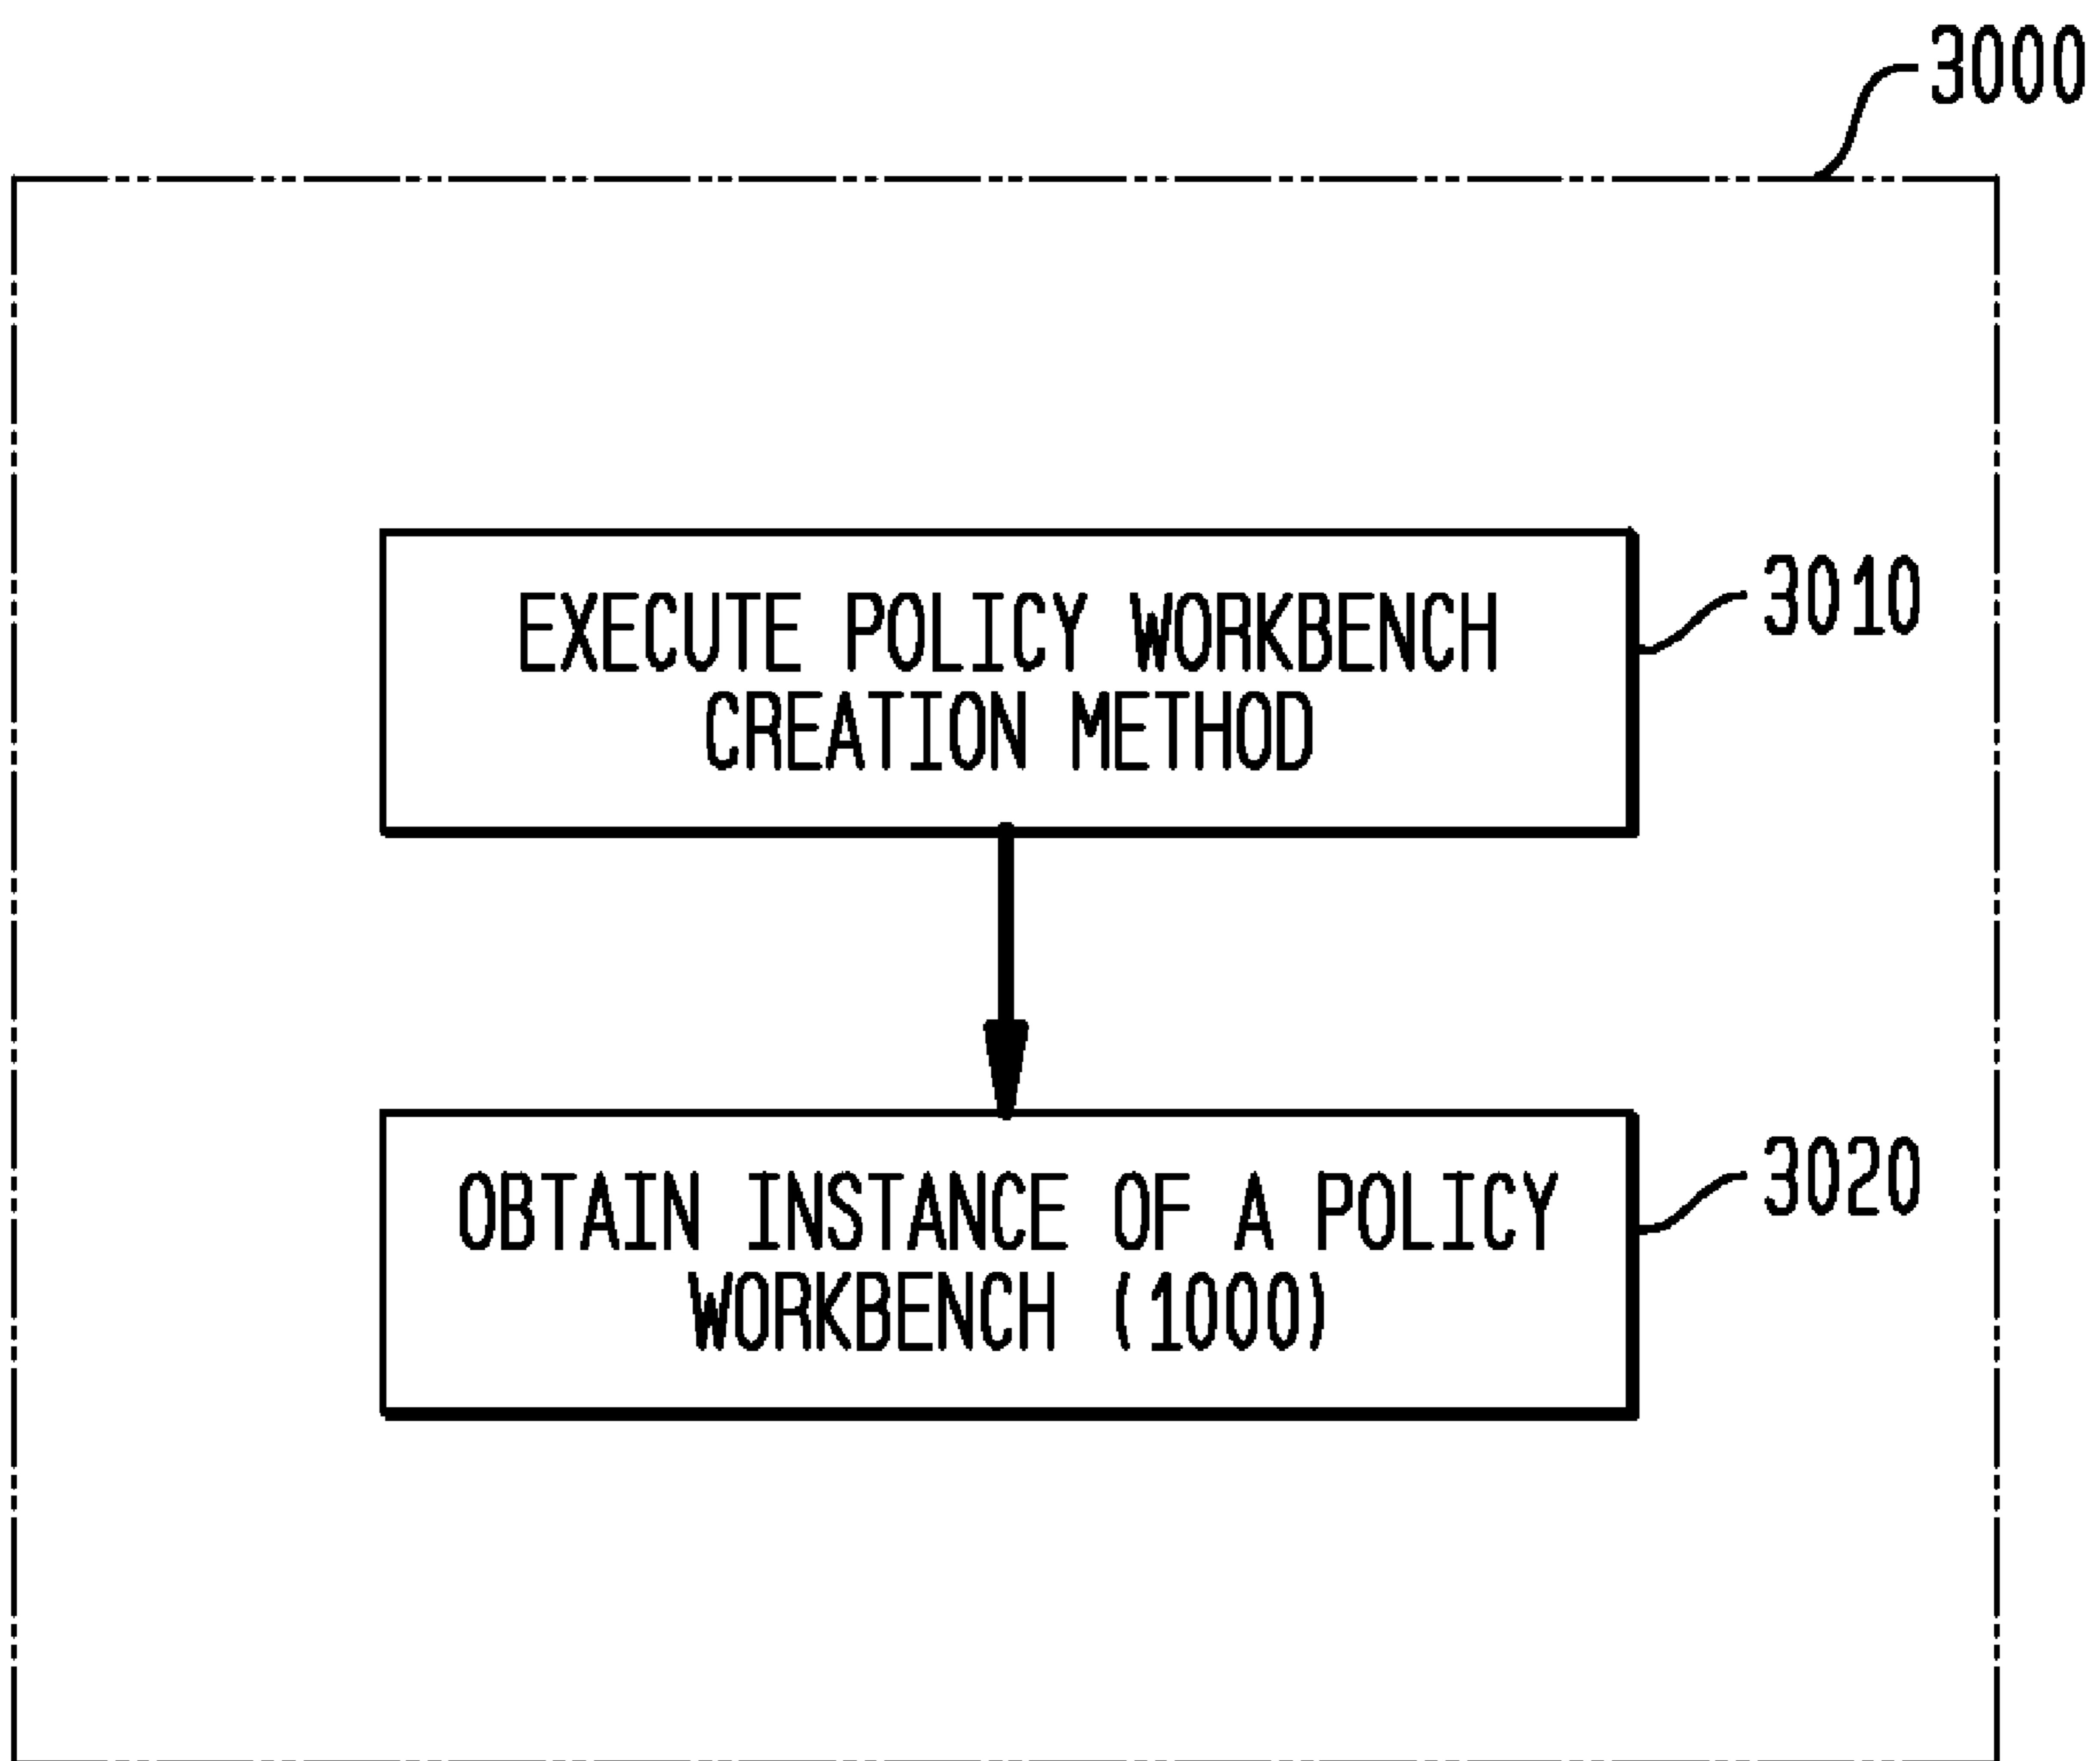 3000
EXECUTE POLICY WORKBENCH
CREATION METHOD
3010
OBTAIN INSTANCE OF A POLICY
WORKBENCH (1000)
3020